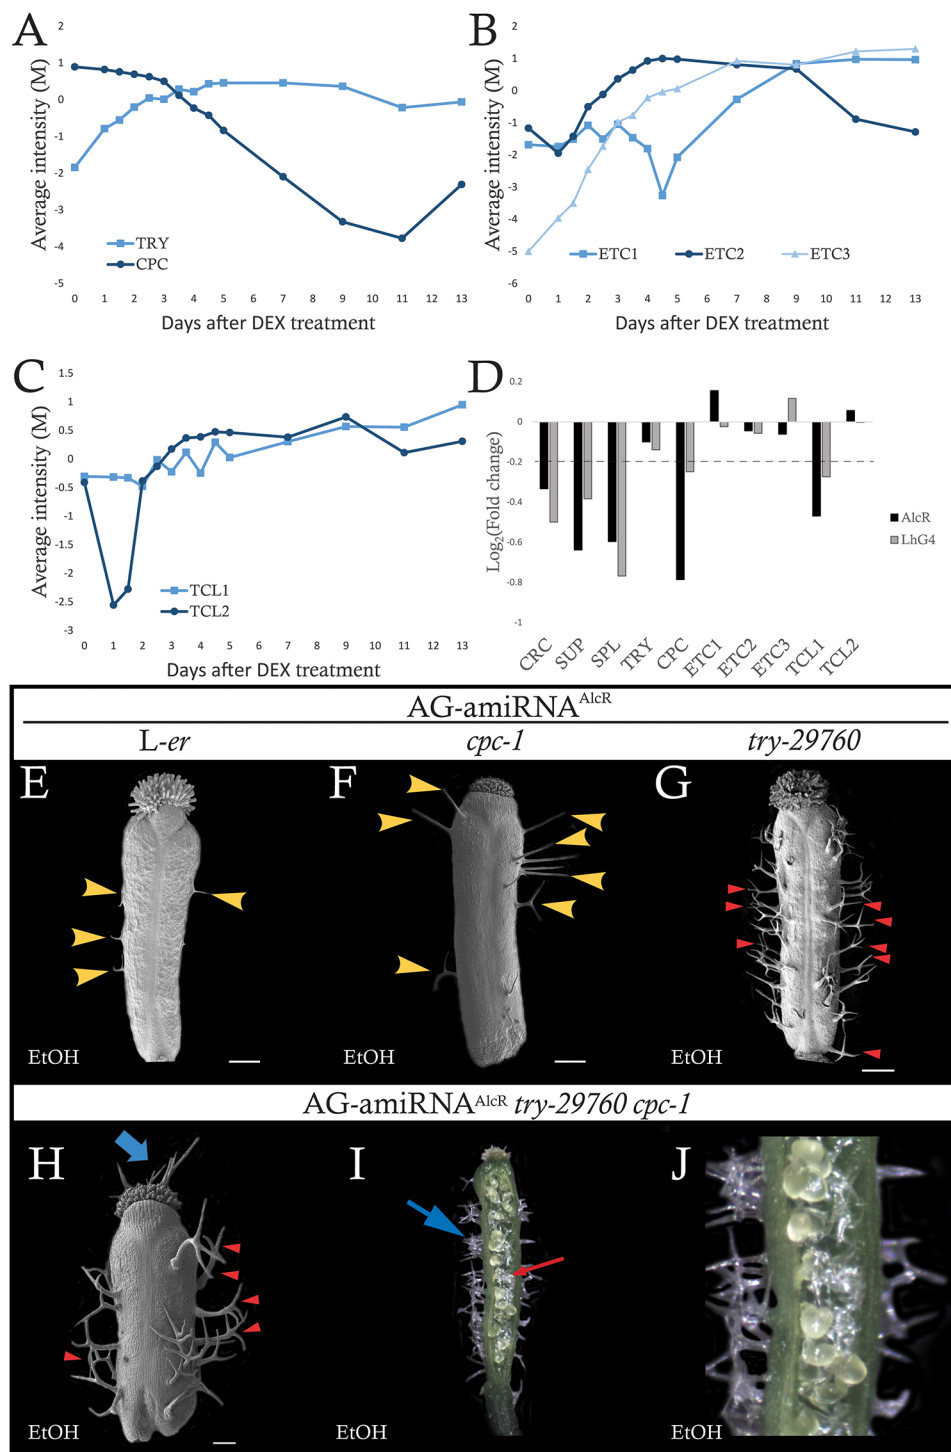 A
Average intensity (M)
2
1
0
-1
-2
-3
-4
-5
TRY
CPC
0 1 2 3 4 5 6 7 8 9 10 11 12 13
Days after DEX treatment
B
Average intensity (M)
2
1
0
-1
-2
-3
-4
-5
-6
ETC1 ETC2 ETC3
0 1 2 3 4 5 6 7 8 9 10 11 12 13
Days after DEX treatment
C
Average intensity (M)
1.5
1
0.5
0
-0.5
-1
-1.5
-2
-2.5
-3
TCL1
TCL2
0 1 2 3 4 5 6 7 8 9 10 11 12 13
Days after DEX treatment
D
Log2(Fold change)
0.2
0
-0.2
-0.4
-0.6
-0.8
-1
AlcR
LhG4
CRC SUP SPL TRY CPC ETC1 ETC2 ETC3 TCL1 TCL2
AG-amiRNA^AlcR
L-er cpc-1 try-29760
E F G
EtOH EtOH EtOH
AG-amiRNA^AlcR try-29760 cpc-1
H I J
EtOH EtOH EtOH